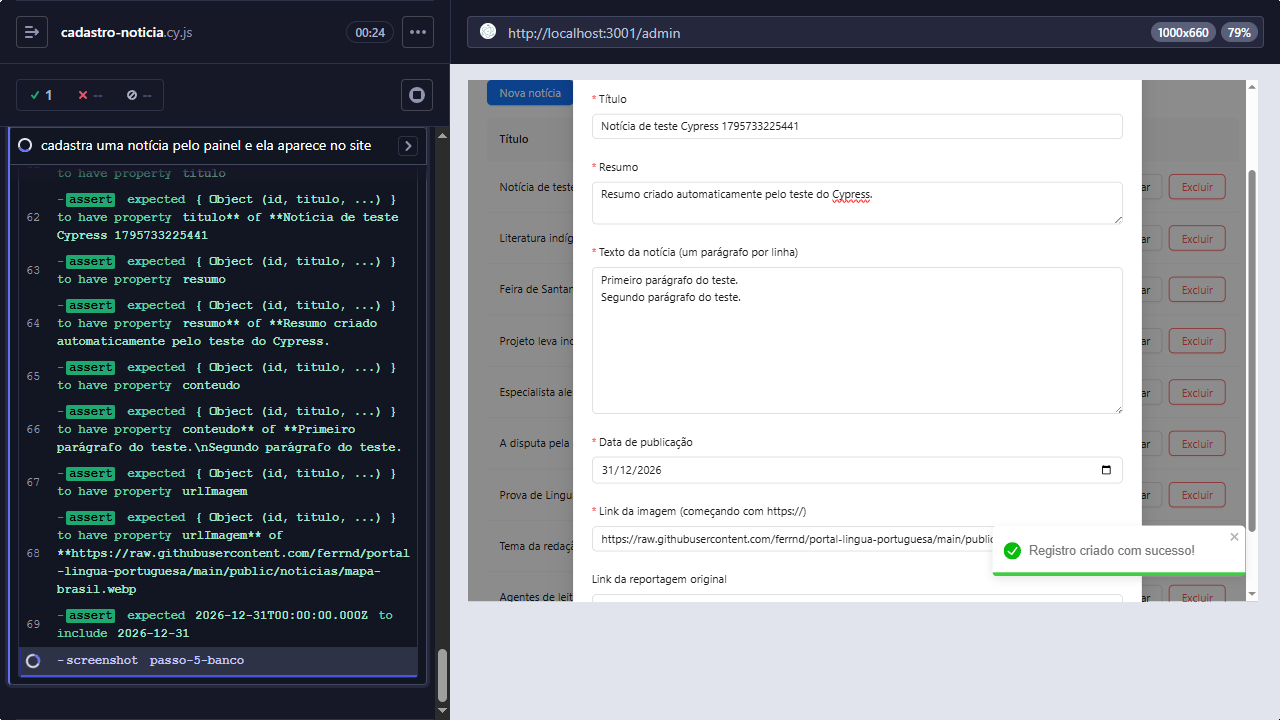 cadastro-noticia.cy.js
00:24
1
--
--
cadastra uma notícia pelo painel e ela aparece no site
to have property titulo
62 -assert expected { Object (id, titulo, ...) }
to have property titulo** of **Notícia de teste
Cypress 1795733225441
63 -assert expected { Object (id, titulo, ...) }
to have property resumo
64 -assert expected { Object (id, titulo, ...) }
to have property resumo** of **Resumo criado
automaticamente pelo teste do Cypress.
65 -assert expected { Object (id, titulo, ...) }
to have property conteudo
66 -assert expected { Object (id, titulo, ...) }
to have property conteudo** of **Primeiro
parágrafo do teste.\nSegundo parágrafo do teste.
67 -assert expected { Object (id, titulo, ...) }
to have property urlImagem
68 -assert expected { Object (id, titulo, ...) }
to have property urlImagem** of
**https://raw.githubusercontent.com/ferrnd/portal
-lingua-portuguesa/main/public/noticias/mapa-
brasil.webp
69 -assert expected 2026-12-31T00:00:00.000Z to
include 2026-12-31
-screenshot passo-5-banco
http://localhost:3001/admin
1000x660
79%
Nova notícia
Título
Notícia de teste
ar
Excluir
Literatura indíg
ar
Excluir
Feira de Santan
ar
Excluir
Projeto leva inc
ar
Excluir
Especialista ale
ar
Excluir
A disputa pela
ar
Excluir
Prova de Lingua
ar
Excluir
Tema da redaçã
Agentes de leit
ar
Excluir
* Título
Notícia de teste Cypress 1795733225441
* Resumo
Resumo criado automaticamente pelo teste do Cypress.
* Texto da notícia (um parágrafo por linha)
Primeiro parágrafo do teste.
Segundo parágrafo do teste.
* Data de publicação
31/12/2026
* Link da imagem (começando com https://)
https://raw.githubusercontent.com/ferrnd/portal-lingua-portuguesa/main/public
Link da reportagem original
Registro criado com sucesso!